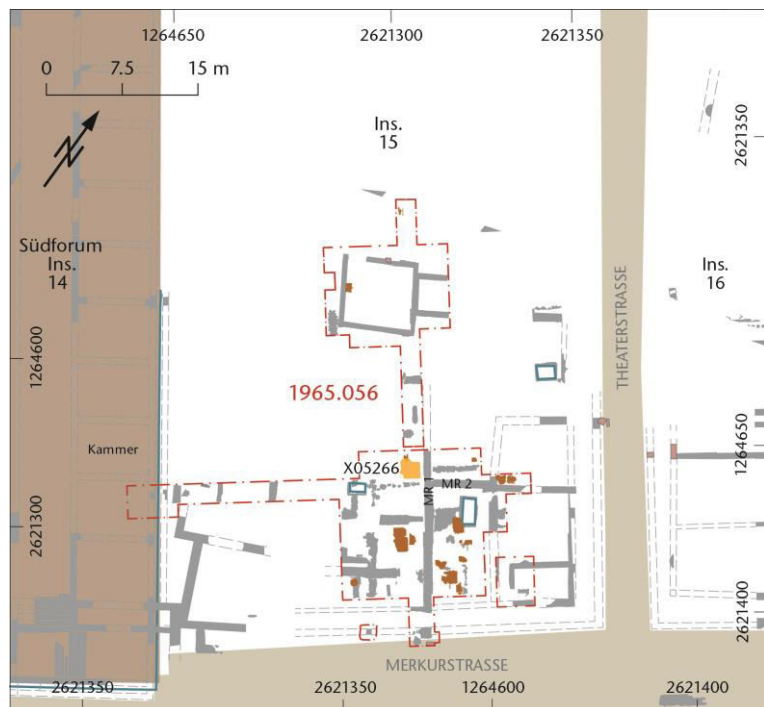 1264650
2621300
2621350
0 7.5 15 m
N
Ins.
15
2621350
Südforum
Ins.
14
Ins.
16
THEATERSTRASSE
1264600
1965.056
Kammer
X05266
MR 1
MR 2
1264650
2621300
2621400
MERKURSTRASSE
2621350
2621350
1264600
2621400